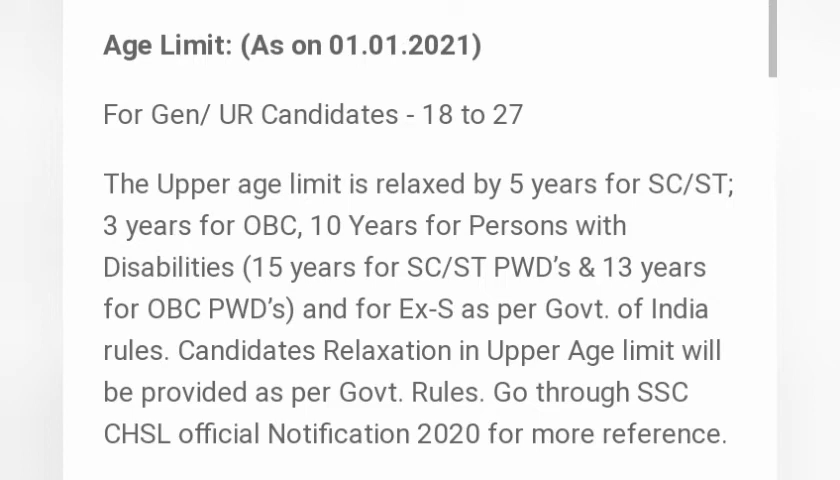 Age Limit: (As on 01.01.2021)
For Gen/ UR Candidates - 18 to 27
The Upper age limit is relaxed by 5 years for SC/ST;
3 years for OBC, 10 Years for Persons with
Disabilities (15 years for SC/ST PWD’s & 13 years
for OBC PWD’s) and for Ex-S as per Govt. of India
rules. Candidates Relaxation in Upper Age limit will
be provided as per Govt. Rules. Go through SSC
CHSL official Notification 2020 for more reference.